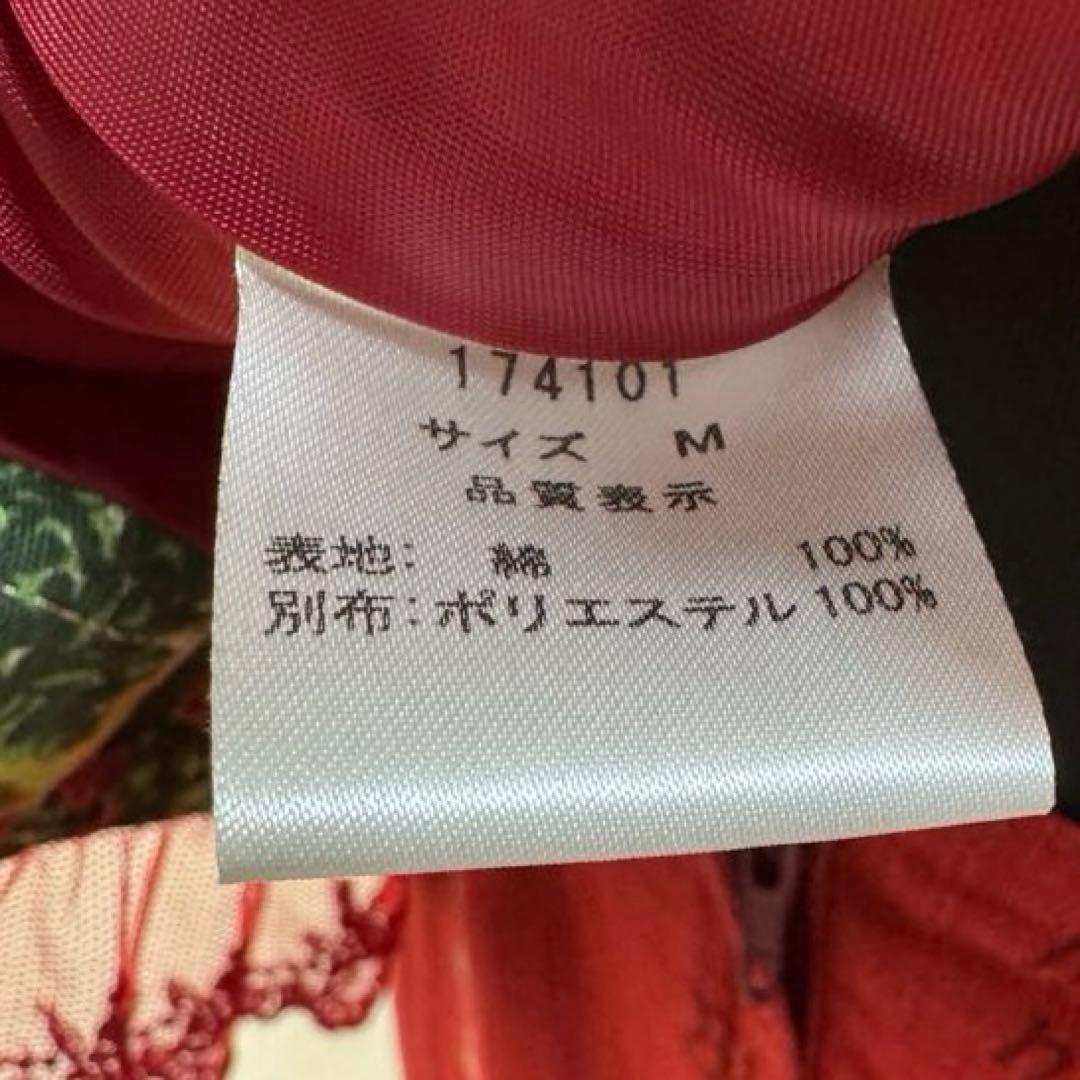 174101
サイズ M
品質表示
表地: 綿 100%
別布:ポリエステル 100%